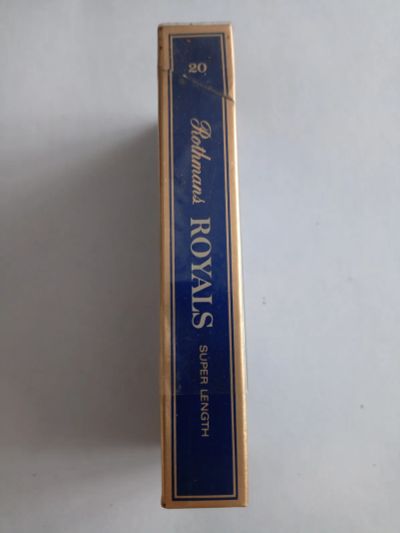 20
Rothmans ROYALS SUPER LENGTH